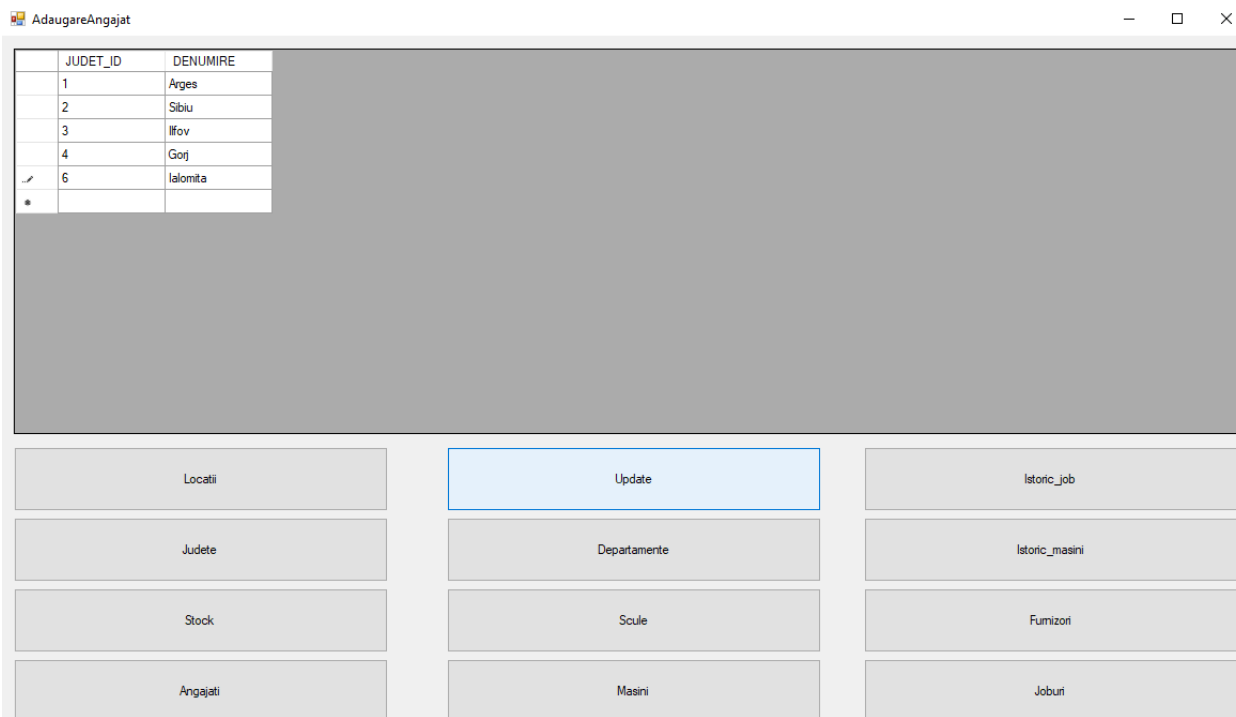 AdaugareAngajat
JUDET_ID DENUMIRE
1 Arges
2 Sibiu
3 Ilfov
4 Gorj
6 Ialomita
Locatii Update Istoric_job
Judete Departamente Istoric_masini
Stock Scule Furnizori
Angajati Masini Joburi